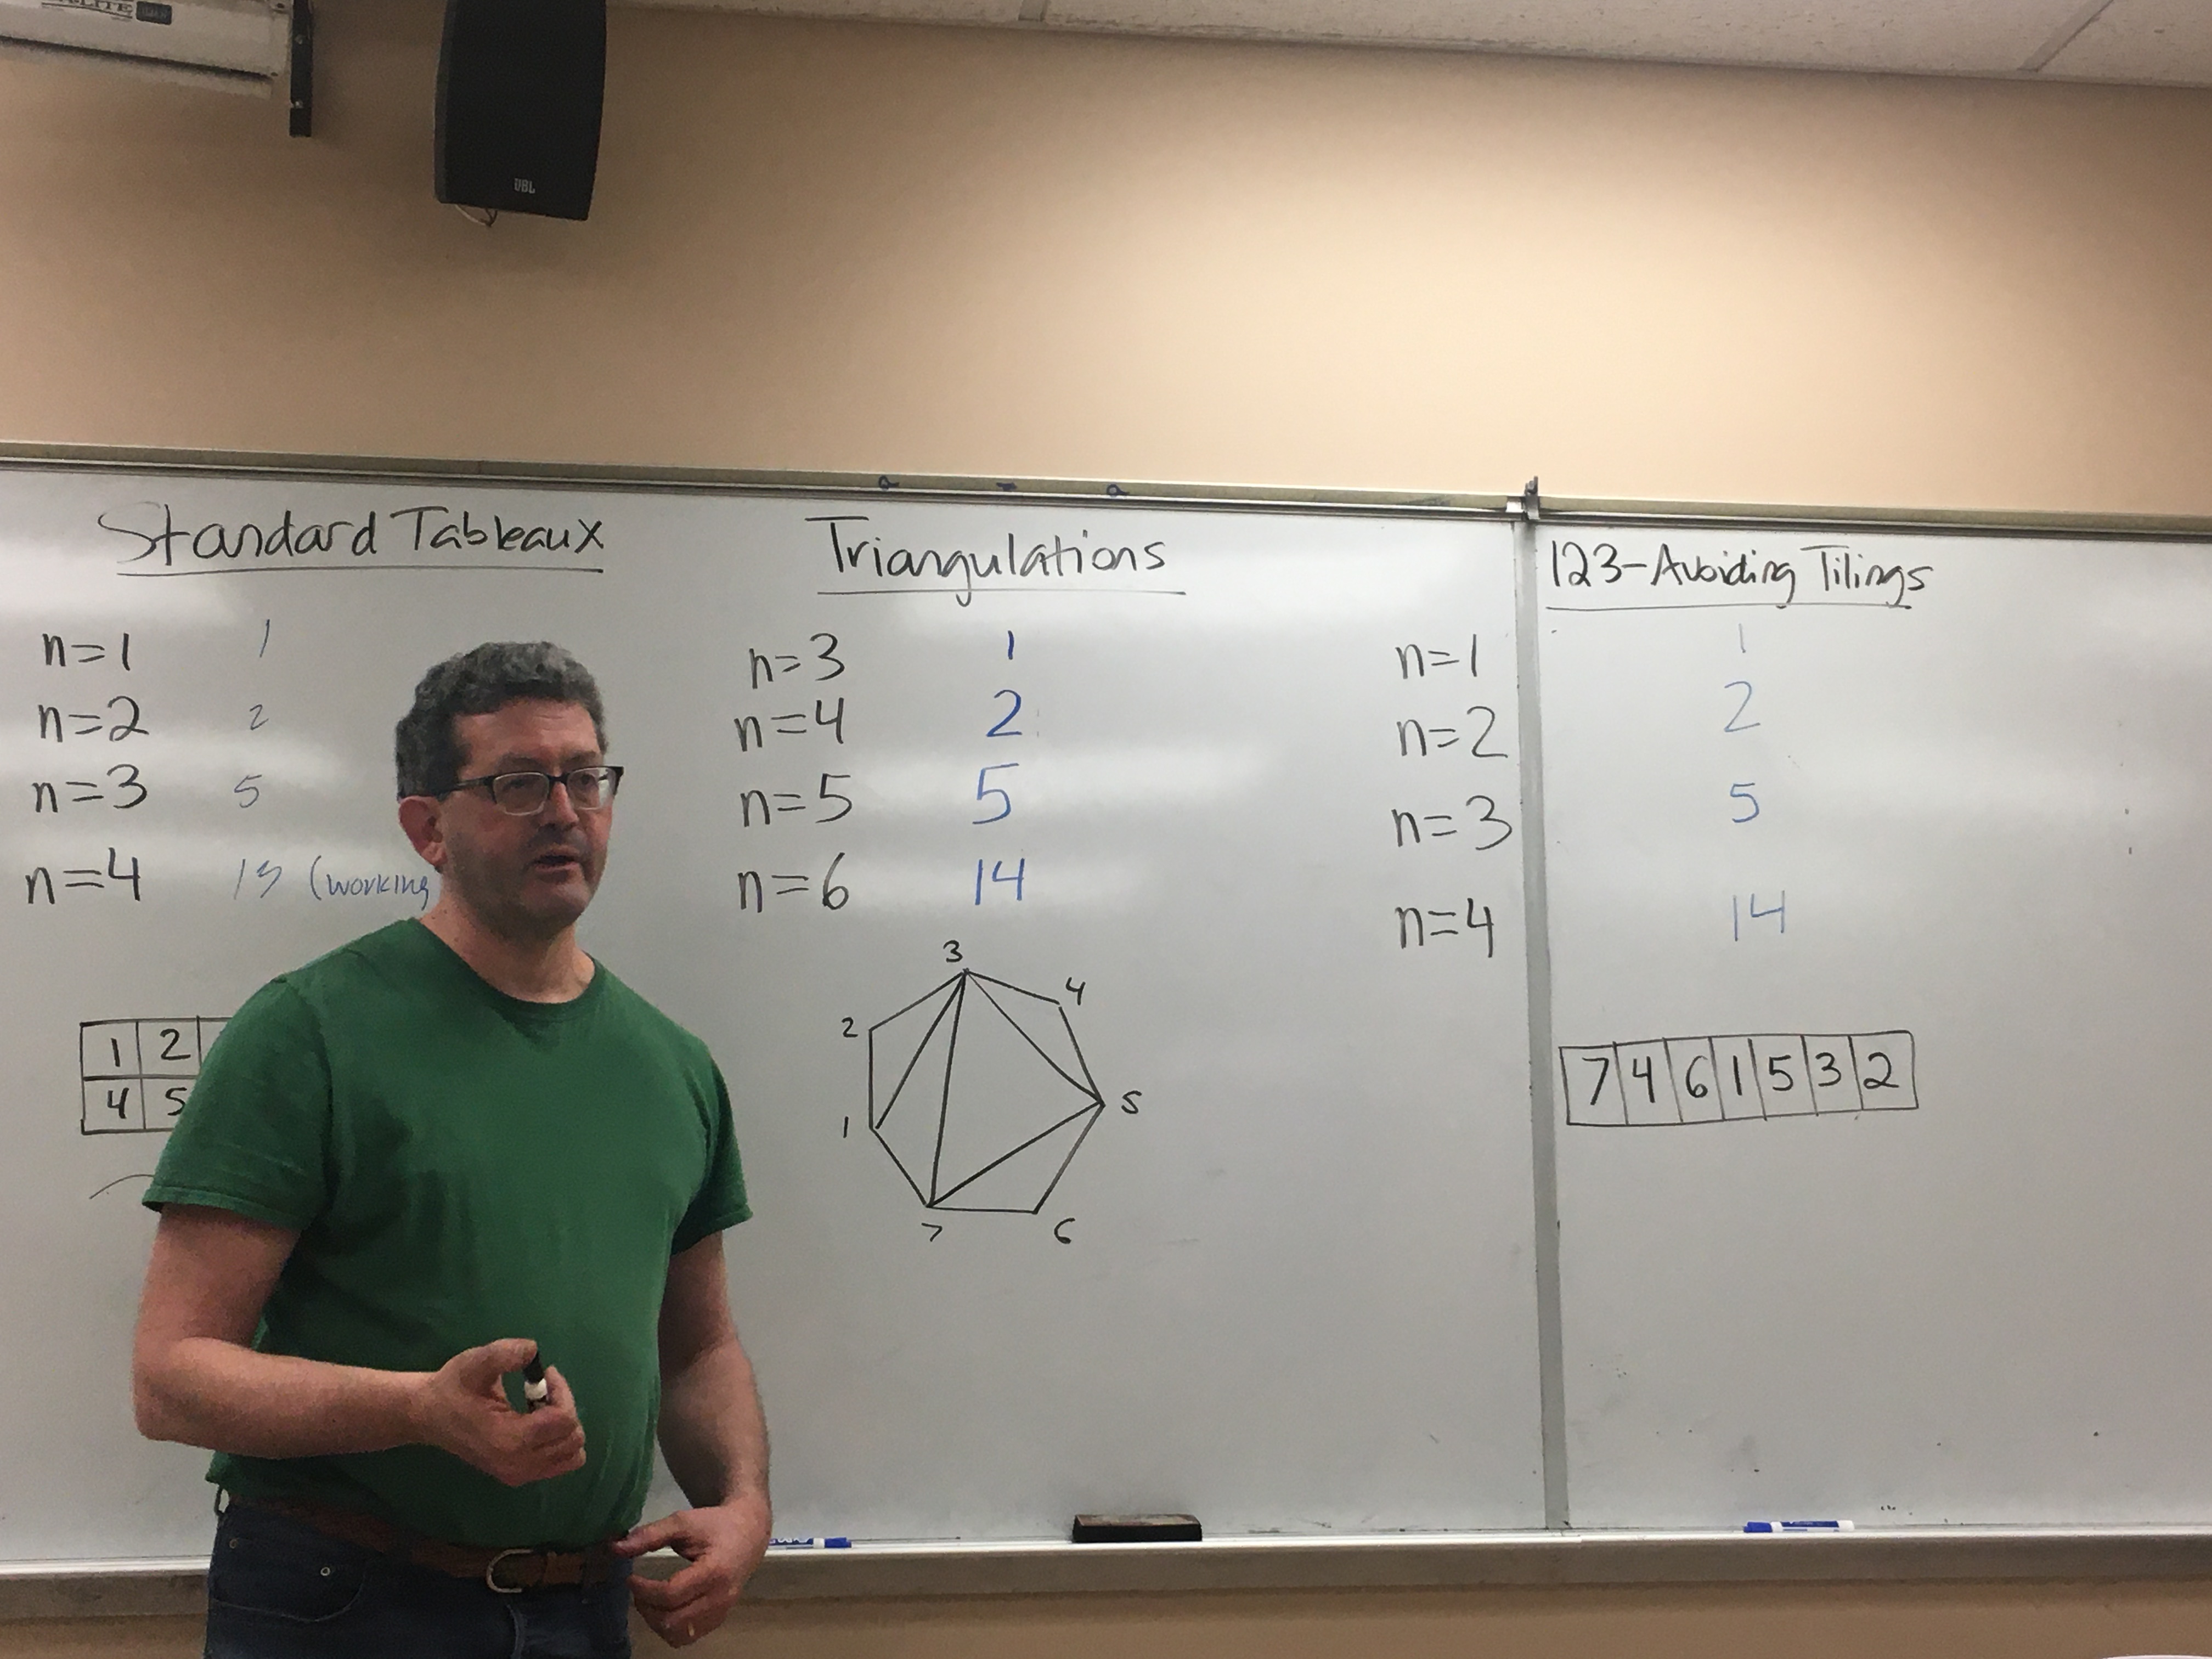 JBL
Standard Tableaux
n=1 1
n=2 2
n=3 5
n=4 13 (working
1 2
4 5
Triangulations
n=3 1
n=4 2
n=5 5
n=6 14
3
4
2
5
1
7
6
123-Avoiding Tilings
n=1 1
n=2 2
n=3 5
n=4 14
7 4 6 1 5 3 2